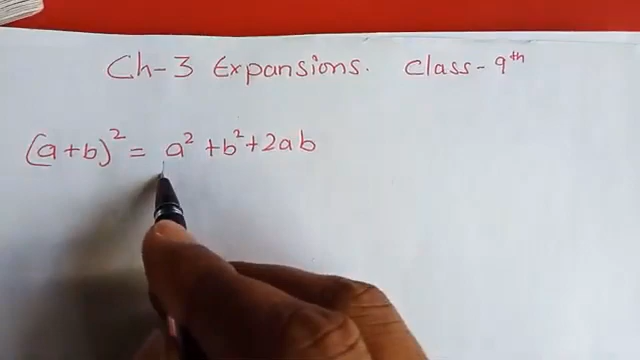 Ch-3 Expansions. Class-9th
(a+b)² = a² + b² + 2ab